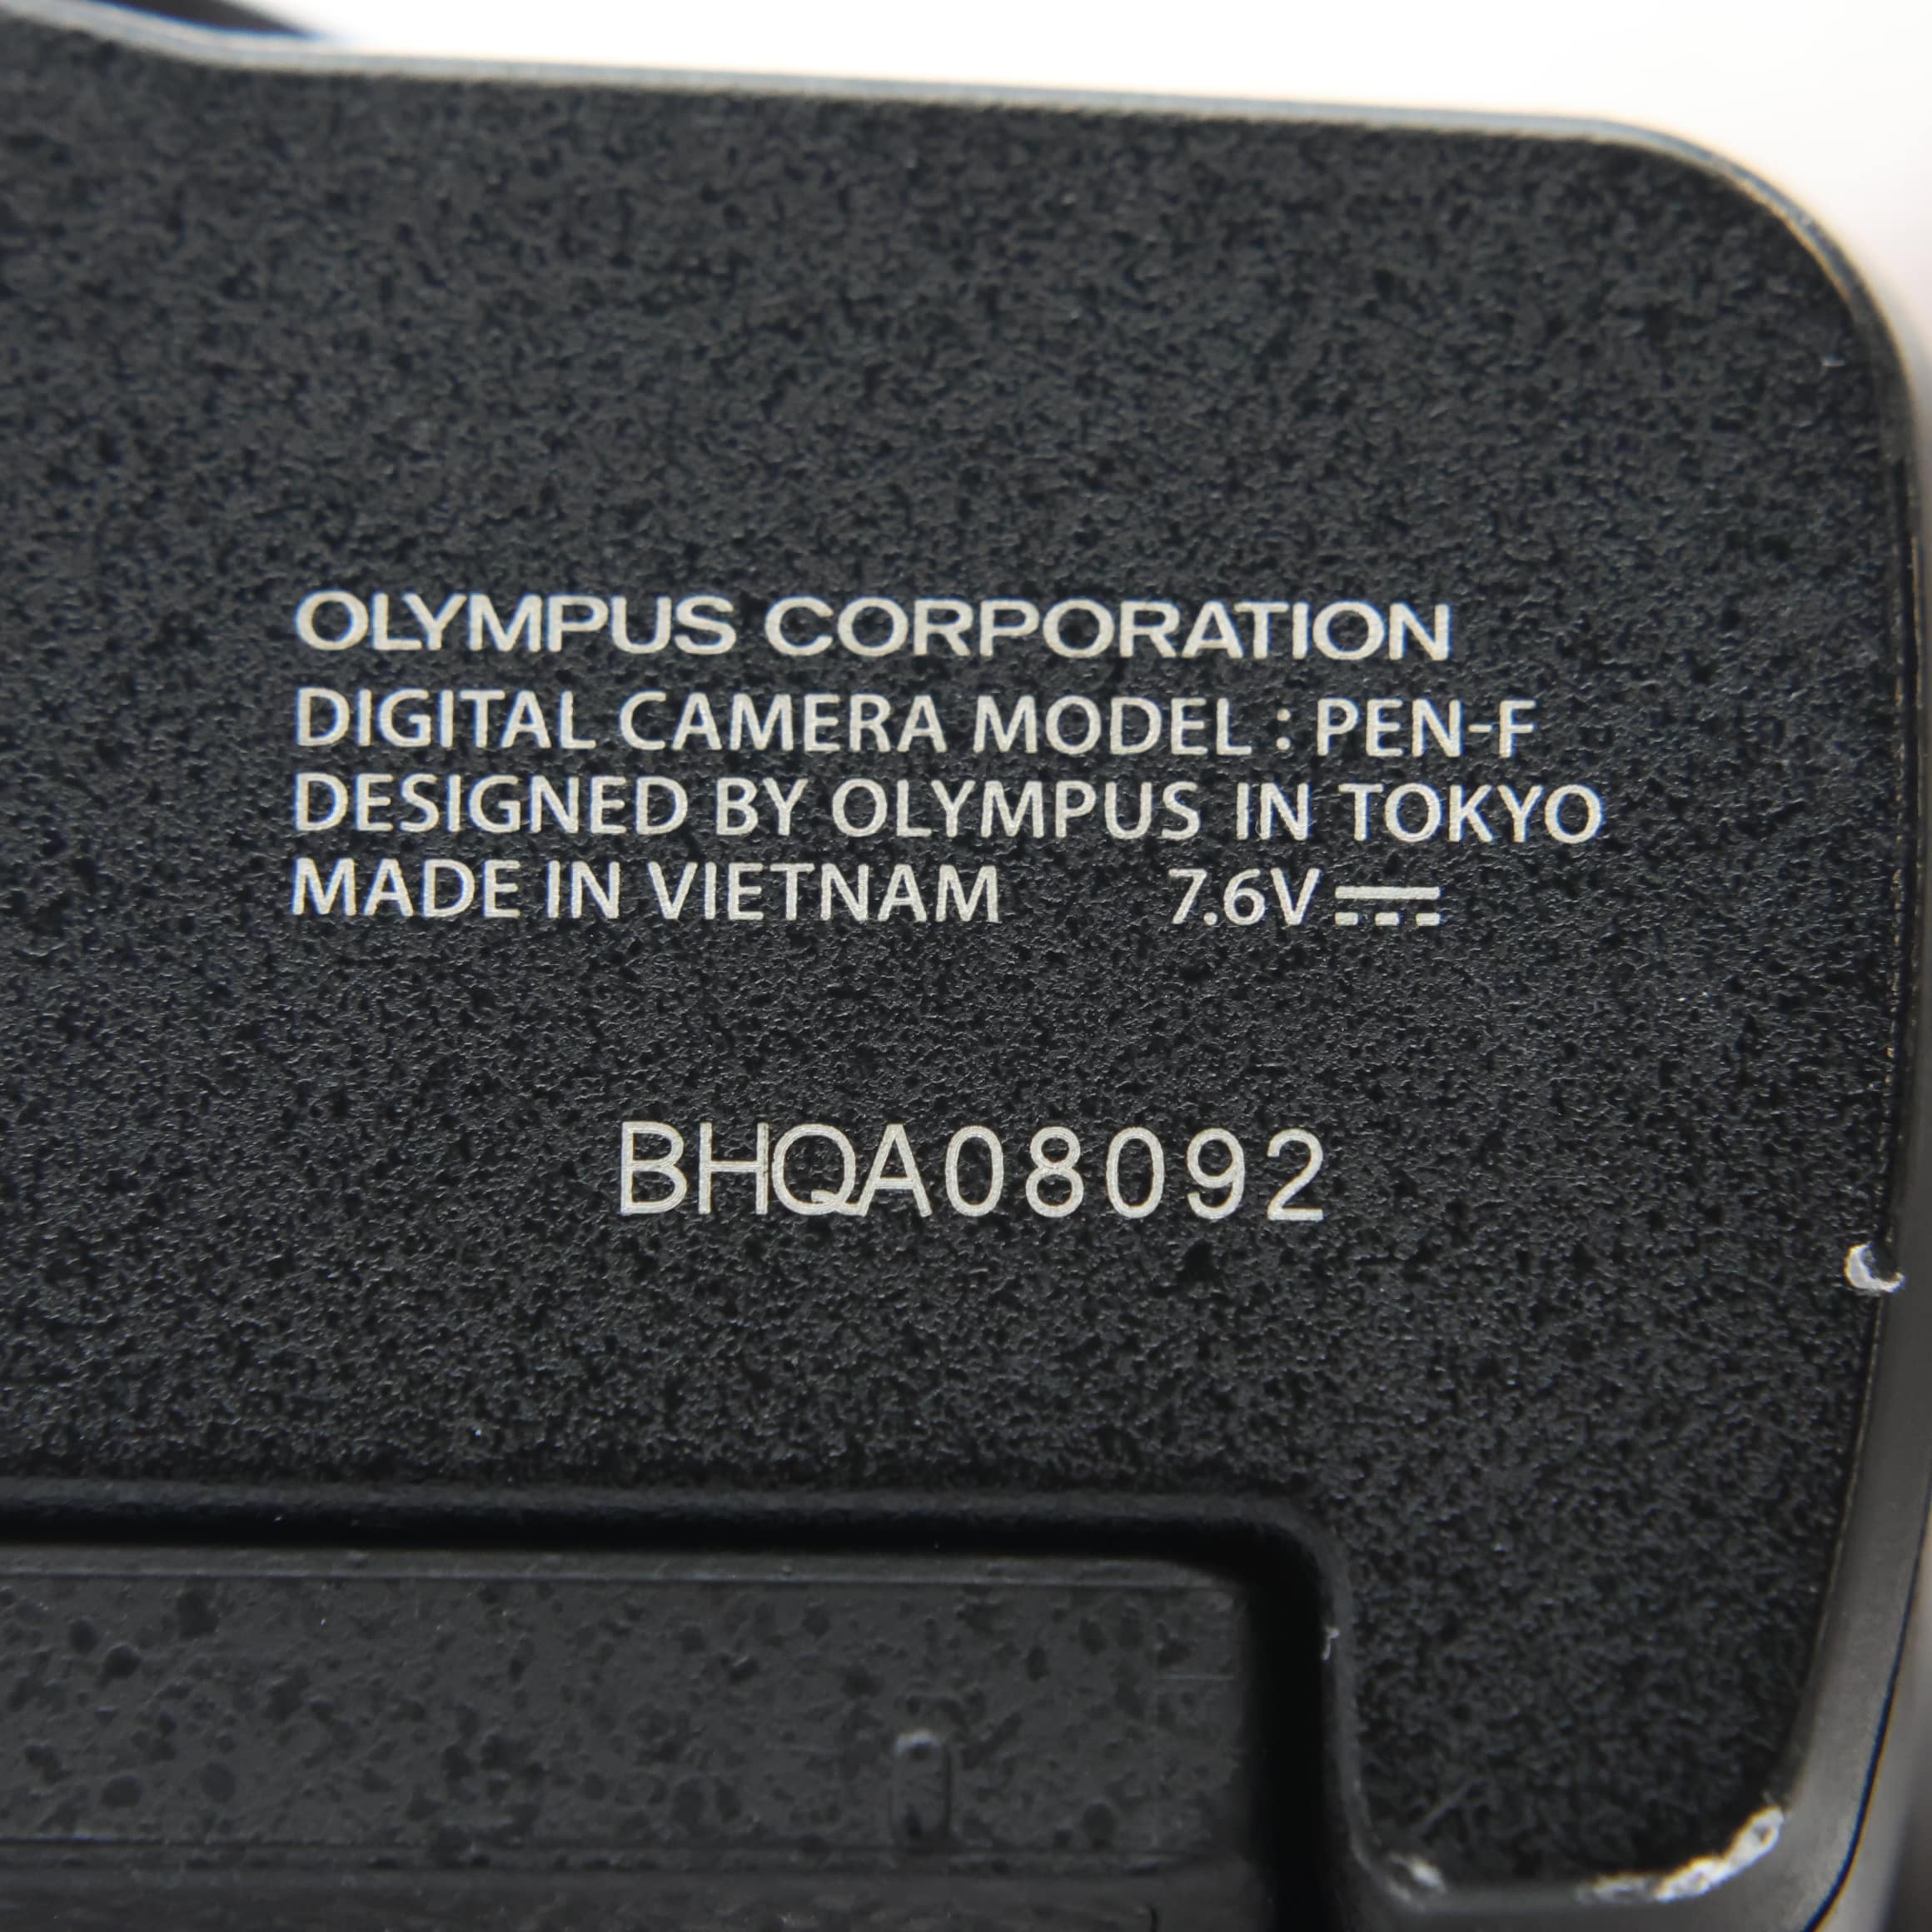 OLYMPUS CORPORATION
DIGITAL CAMERA MODEL : PEN-F
DESIGNED BY OLYMPUS IN TOKYO
MADE IN VIETNAM 7.6V ⎓
BHQA08092